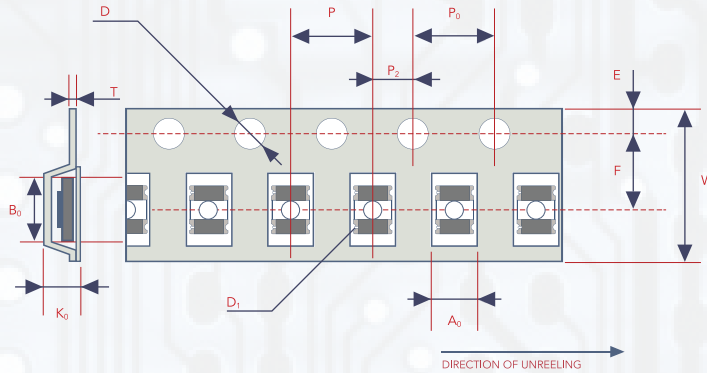 D
P
P₀
P₂
E
T
F
W
B₀
D₁
K₀
A₀
DIRECTION OF UNREELING